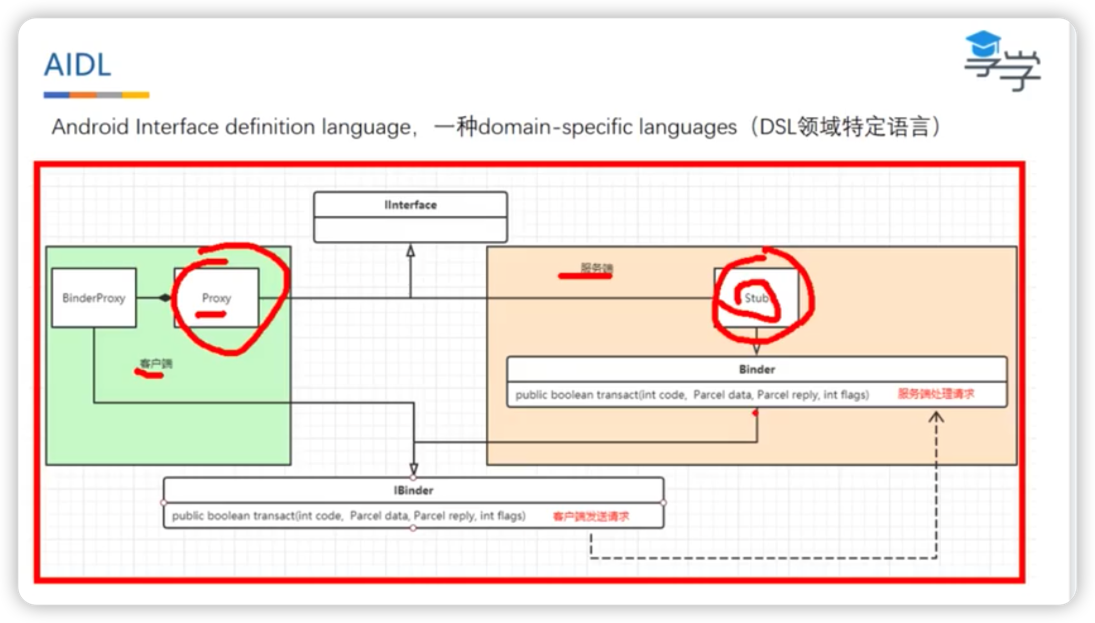 AIDL
享学
Android Interface definition language，一种domain-specific languages（DSL领域特定语言）
IInterface
服务端
BinderProxy
Proxy
Stub
客户端
Binder
public boolean transact(int code, Parcel data, Parcel reply, int flags) 服务端处理请求
IBinder
public boolean transact(int code, Parcel data, Parcel reply, int flags) 客户端发送请求